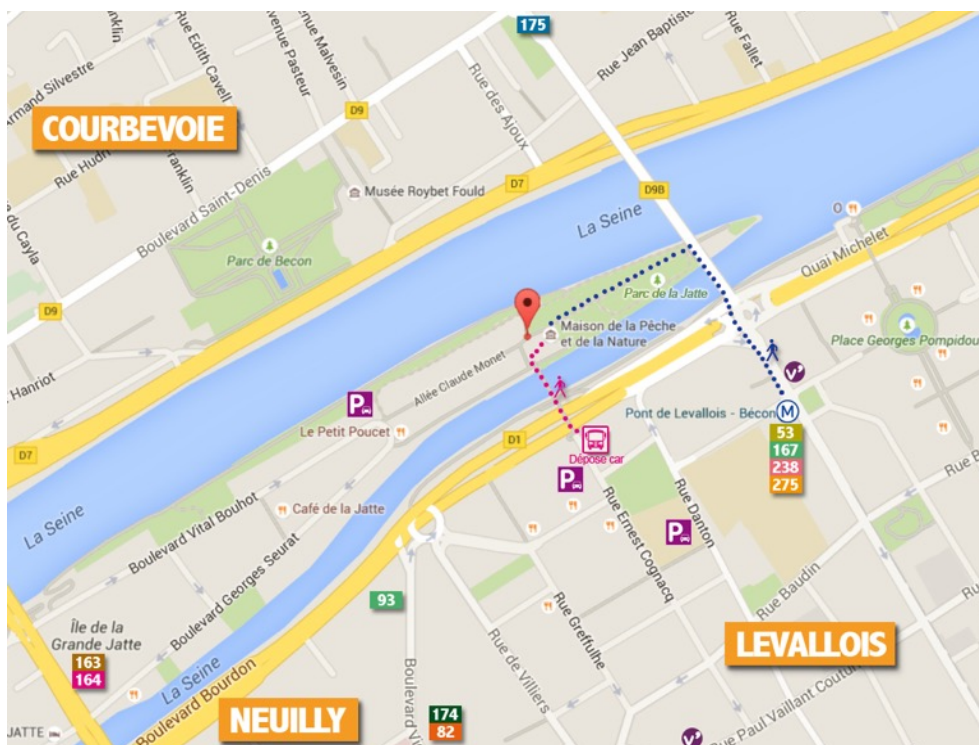 175
Rue Jean Baptiste
Rue Fallet
Franklin
Rue Edith Cavell
Avenue Pasteur
Avenue Malvesin
Armand Silvestre
COURBEVOIE
D9
Rue des Ajoux
Franklin
Musée Roybet Fould
D7
D9B
La Seine
Boulevard Saint-Denis
Parc de Becon
Quai Michelet
Parc de la Jatte
Maison de la Pêche
et de la Nature
Place Georges Pompidou
D9
Hanriot
Allée Claude Monet
Pont de Levallois - Bécon
M
53
167
238
275
P
Le Petit Poucet
D1
D7
Dépose car
P
Café de la Jatte
P
Rue Ernest Cognacq
Rue Danton
La Seine
Boulevard Vital Bouhot
Boulevard Georges Seurat
93
Rue Baudin
Rue Greffulhe
Île de la
Grande Jatte
163
164
LEVALLOIS
La Seine
Boulevard Bourdon
Rue de Villiers
Rue Paul Vaillant Coutu
NEUILLY
174
82
JATTE